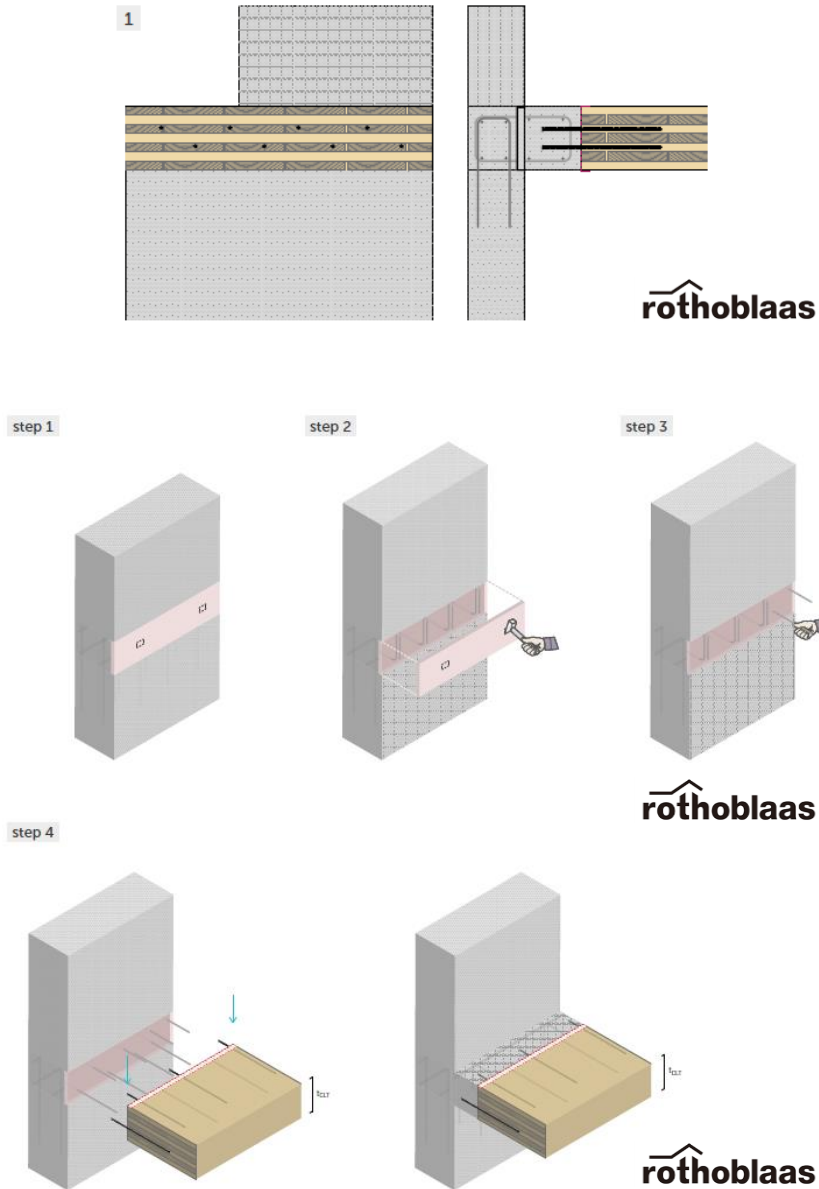 1
rothoblaas
step 1
step 2
step 3
rothoblaas
step 4
tCLT
tCLT
rothoblaas